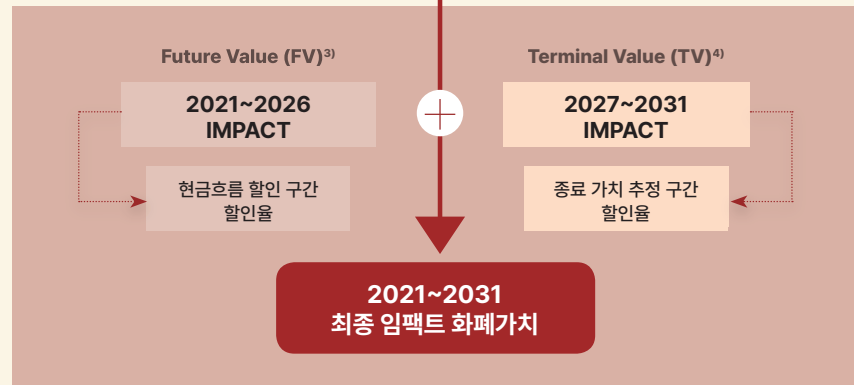 Future Value (FV)³⁾
2021~2026
IMPACT
현금흐름 할인 구간
할인율
Terminal Value (TV)⁴⁾
2027~2031
IMPACT
종료 가치 추정 구간
할인율
2021~2031
최종 임팩트 화폐가치